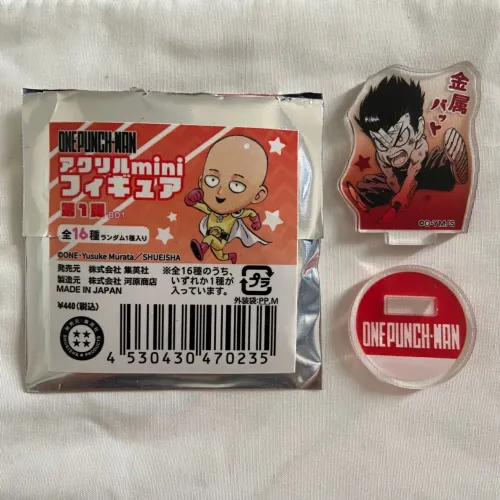 ONE PUNCH-MAN
アクリルmini
フィギュア
第1集 B01
全16種 ランダム1種入り
©ONE・Yusuke Murata/SHUEISHA
発売元 株式会社 集英社
製造元 株式会社 河原商店
MADE IN JAPAN
¥440(税込)
※全16種のうち、
いずれか1種が
入っています。
プラ
外装袋:PP,M
4 530430 470235
金属バット
©O・Y・M/S
ONE PUNCH-MAN